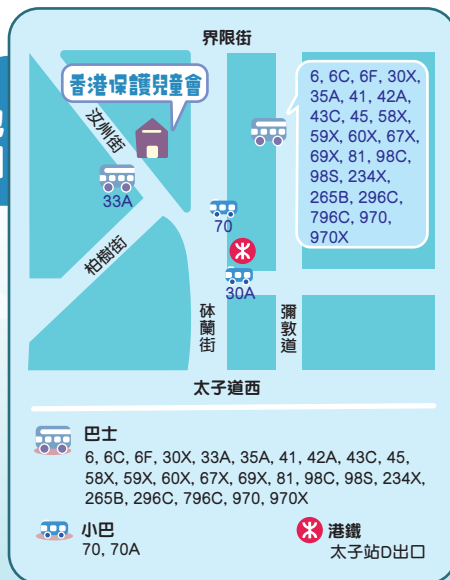 界限街
香港保護兒童會
汝州街
6, 6C, 6F, 30X,
35A, 41, 42A,
43C, 45, 58X,
59X, 60X, 67X,
69X, 81, 98C,
98S, 234X,
265B, 296C,
796C, 970,
970X
33A
70
柏樹街
30A
砵蘭街
彌敦道
太子道西
巴士
6, 6C, 6F, 30X, 33A, 35A, 41, 42A, 43C, 45,
58X, 59X, 60X, 67X, 69X, 81, 98C, 98S, 234X,
265B, 296C, 796C, 970, 970X
小巴
70, 70A
港鐵
太子站D出口